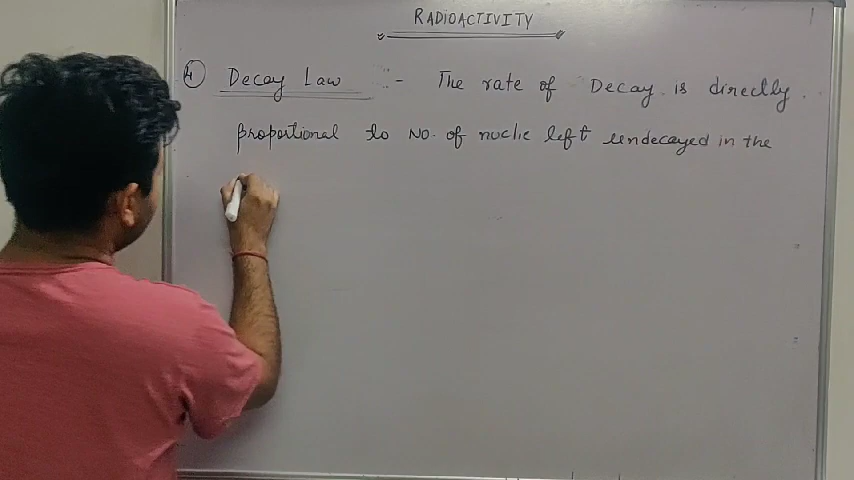 RADIOACTIVITY
4 Decay Law :- The rate of Decay is directly
proportional to NO. of nuclie left undecayed in the